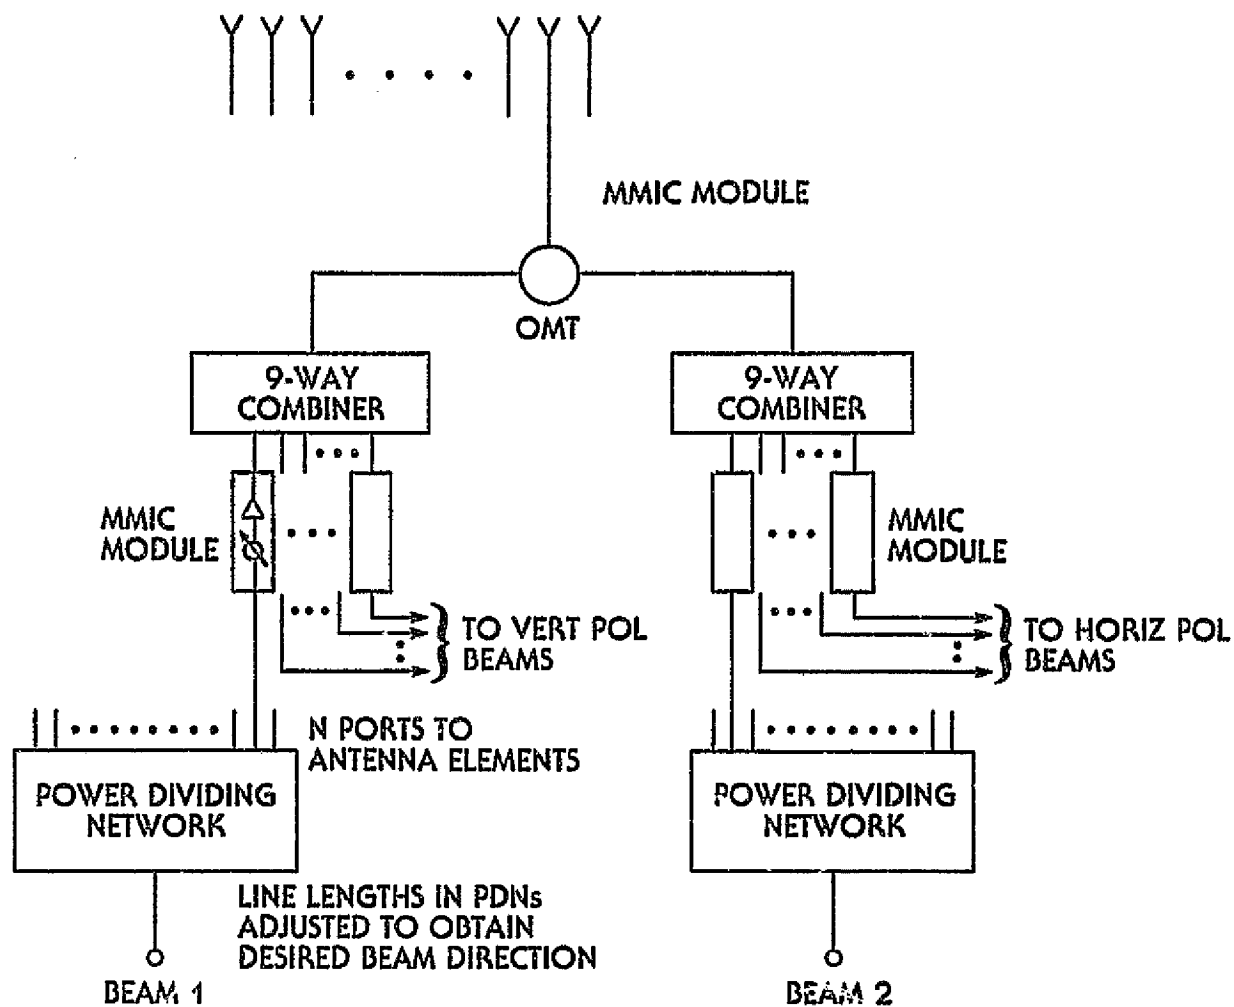 MMIC MODULE
OMT
9-WAY
COMBINER
9-WAY
COMBINER
MMIC
MODULE
MMIC
MODULE
TO VERT POL
BEAMS
TO HORIZ POL
BEAMS
N PORTS TO
ANTENNA ELEMENTS
POWER DIVIDING
NETWORK
POWER DIVIDING
NETWORK
LINE LENGTHS IN PDNs
ADJUSTED TO OBTAIN
DESIRED BEAM DIRECTION
BEAM 1
BEAM 2